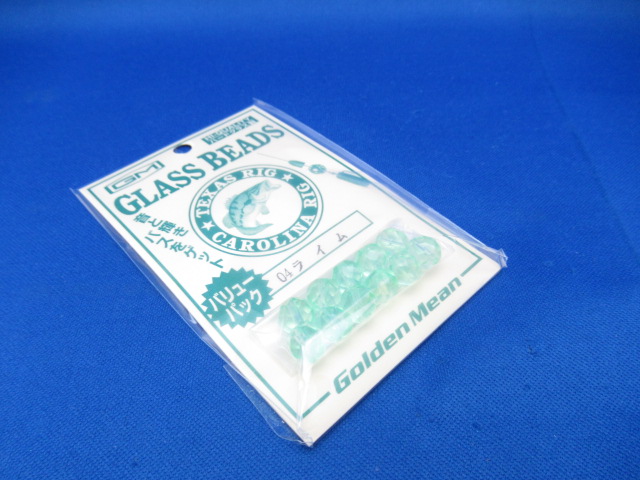 GM
GLASS BEADS
TEXAS RIG
CAROLINA RIG
音と輝き
バスをゲット
バリュー
パック
04ライム
Golden Mean